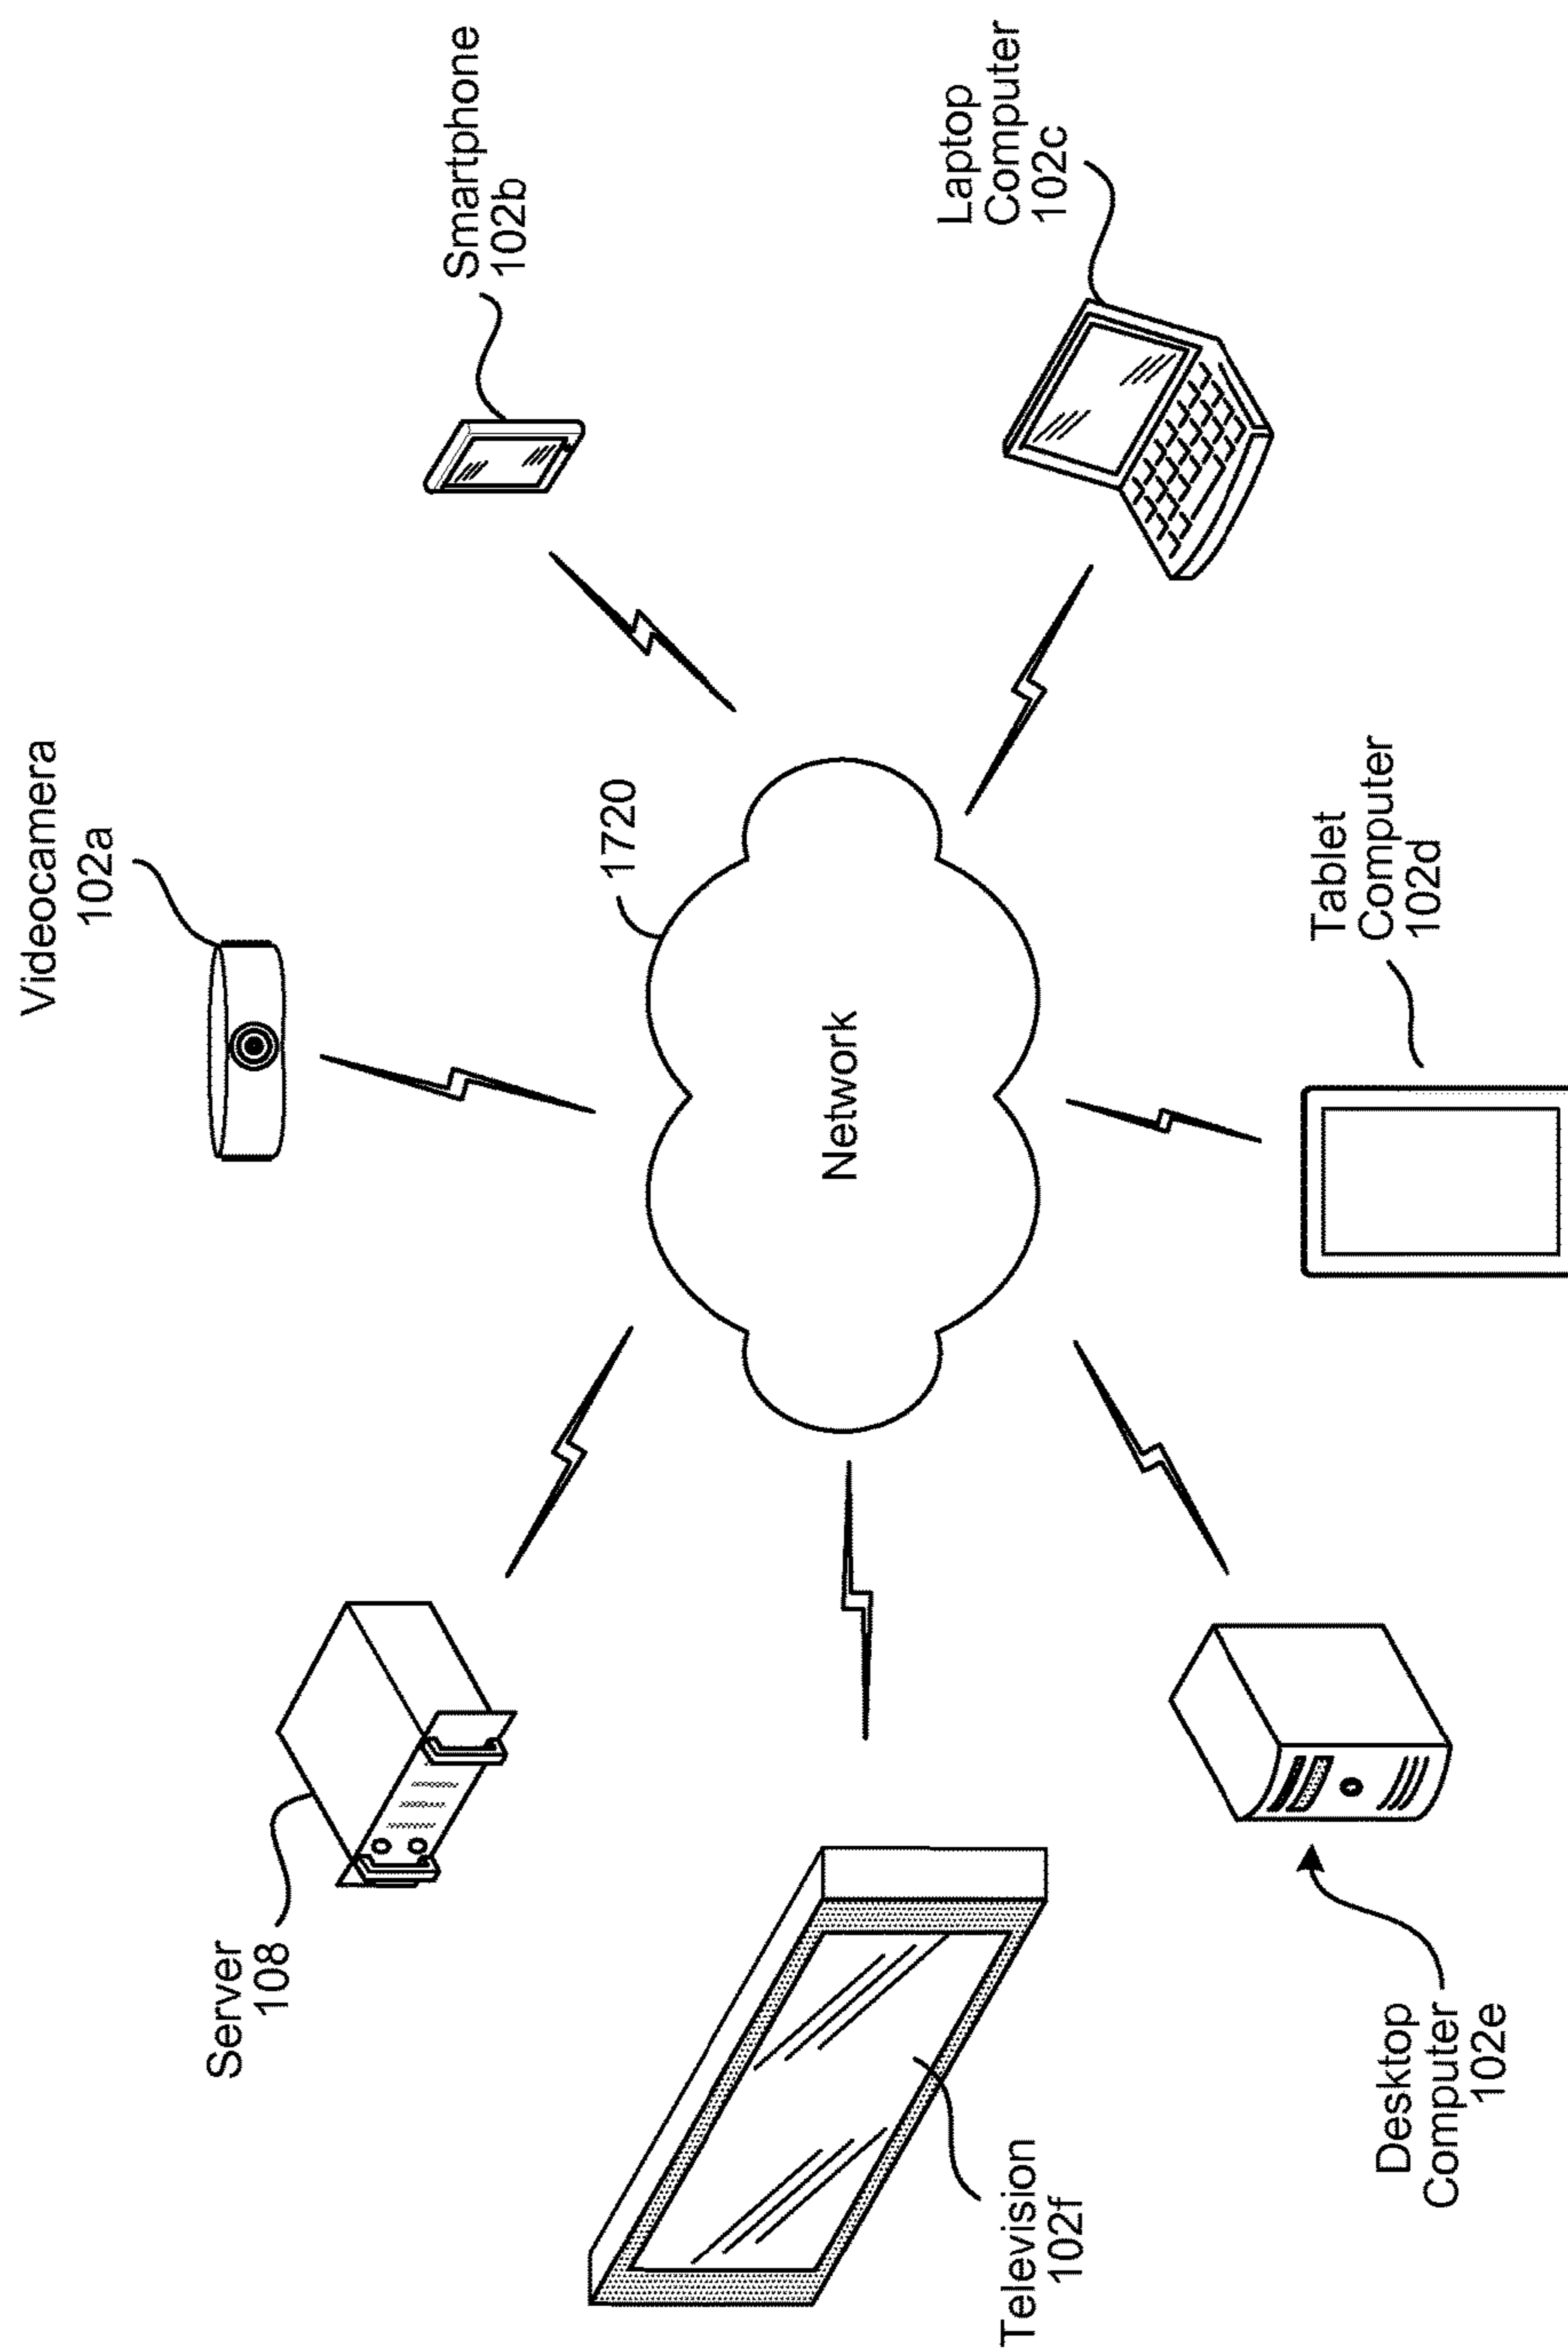 Videocamera
102a
Smartphone
102b
Server
108
1720
Network
Laptop
Computer
102c
Television
102f
Tablet
Computer
102d
Desktop
Computer
102e